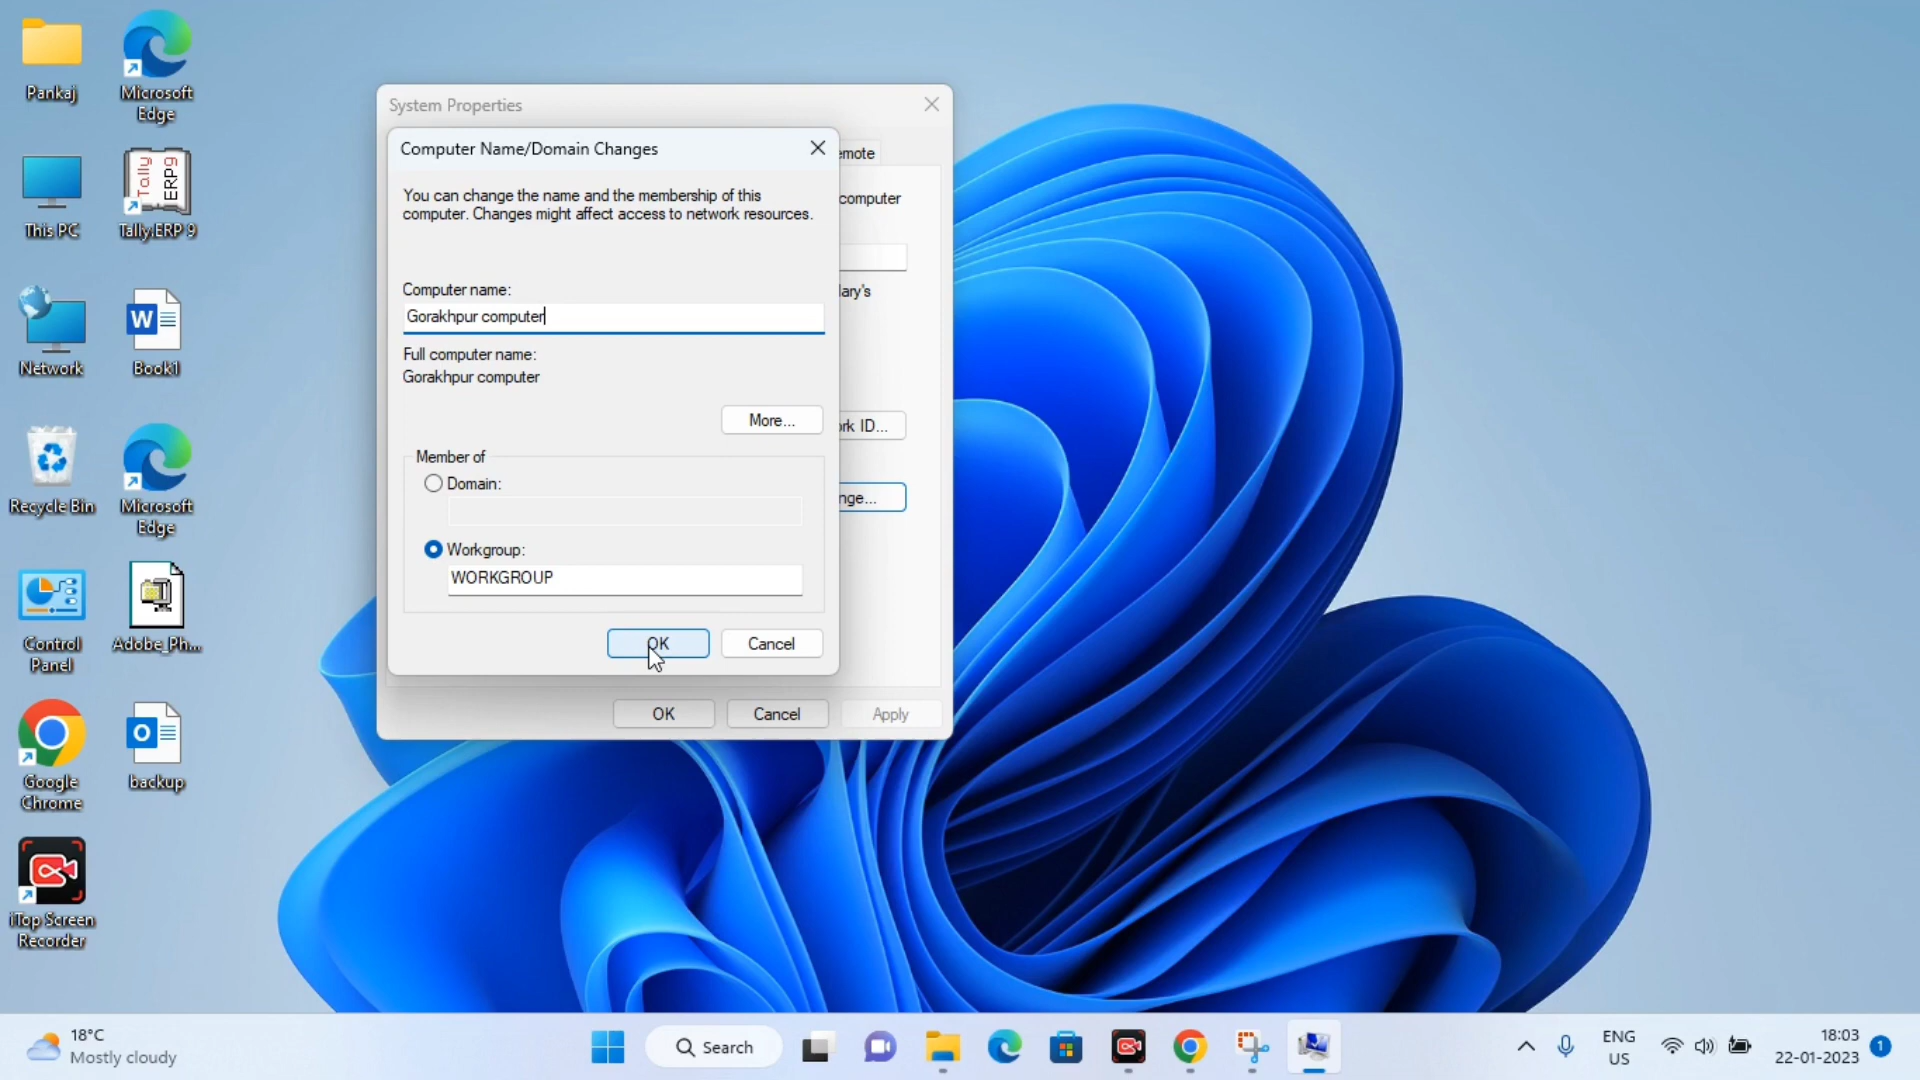 Pankaj
Microsoft
Edge
This PC
Tally
ERP9
Tally.ERP 9
Network
W
Book1
Recycle Bin
Microsoft
Edge
Control
Panel
Adobe_Ph...
Google
Chrome
O
backup
iTop Screen
Recorder
System Properties
emote
computer
ary's
rk ID...
nge...
OK
Cancel
Apply
Computer Name/Domain Changes
You can change the name and the membership of this
computer. Changes might affect access to network resources.
Computer name:
Gorakhpur computer
Full computer name:
Gorakhpur computer
More...
Member of
Domain:
Workgroup:
WORKGROUP
OK
Cancel
18°C
Mostly cloudy
Search
ENG
US
18:03
22-01-2023
1